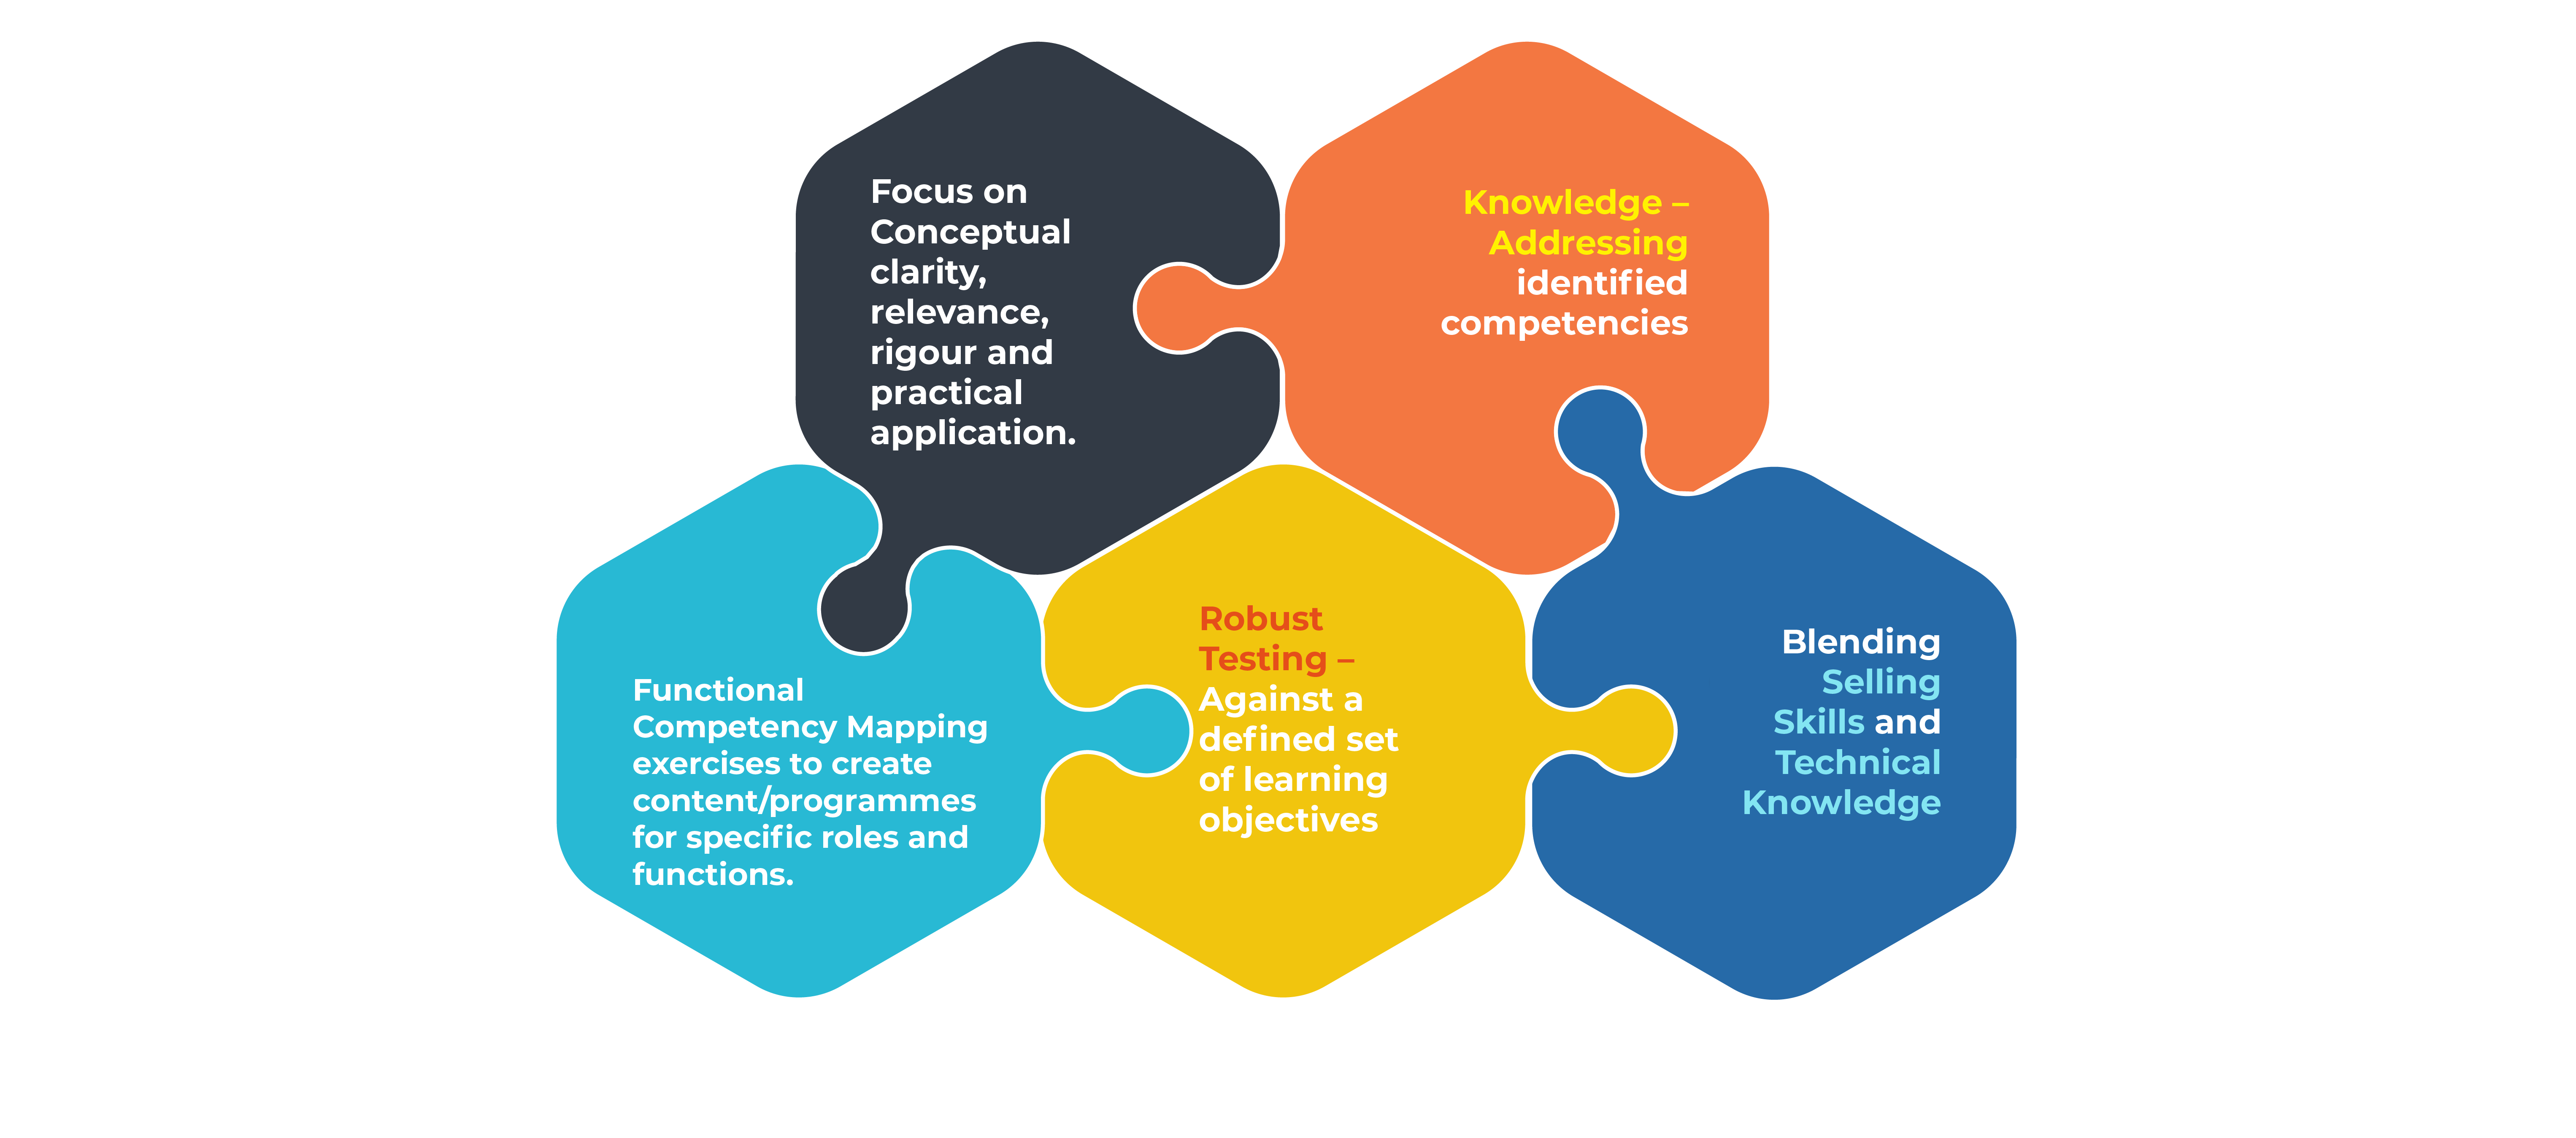 Focus on
Conceptual
clarity,
relevance,
rigour and
practical
application.
Knowledge –
Addressing
identified
competencies
Functional
Competency Mapping
exercises to create
content/programmes
for specific roles and
functions.
Robust
Testing –
Against a
defined set
of learning
objectives
Blending
Selling
Skills and
Technical
Knowledge